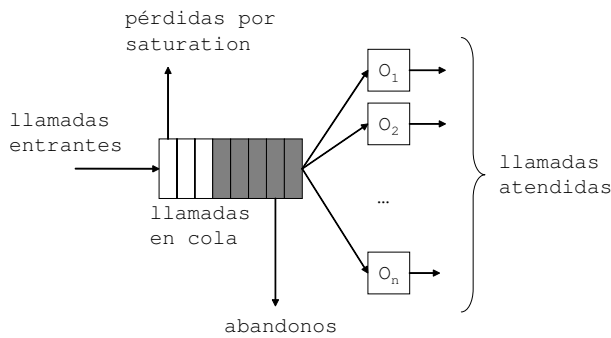 pérdidas por
saturation
llamadas
entrantes
llamadas
en cola
abandonos
O1
O2
...
On
llamadas
atendidas